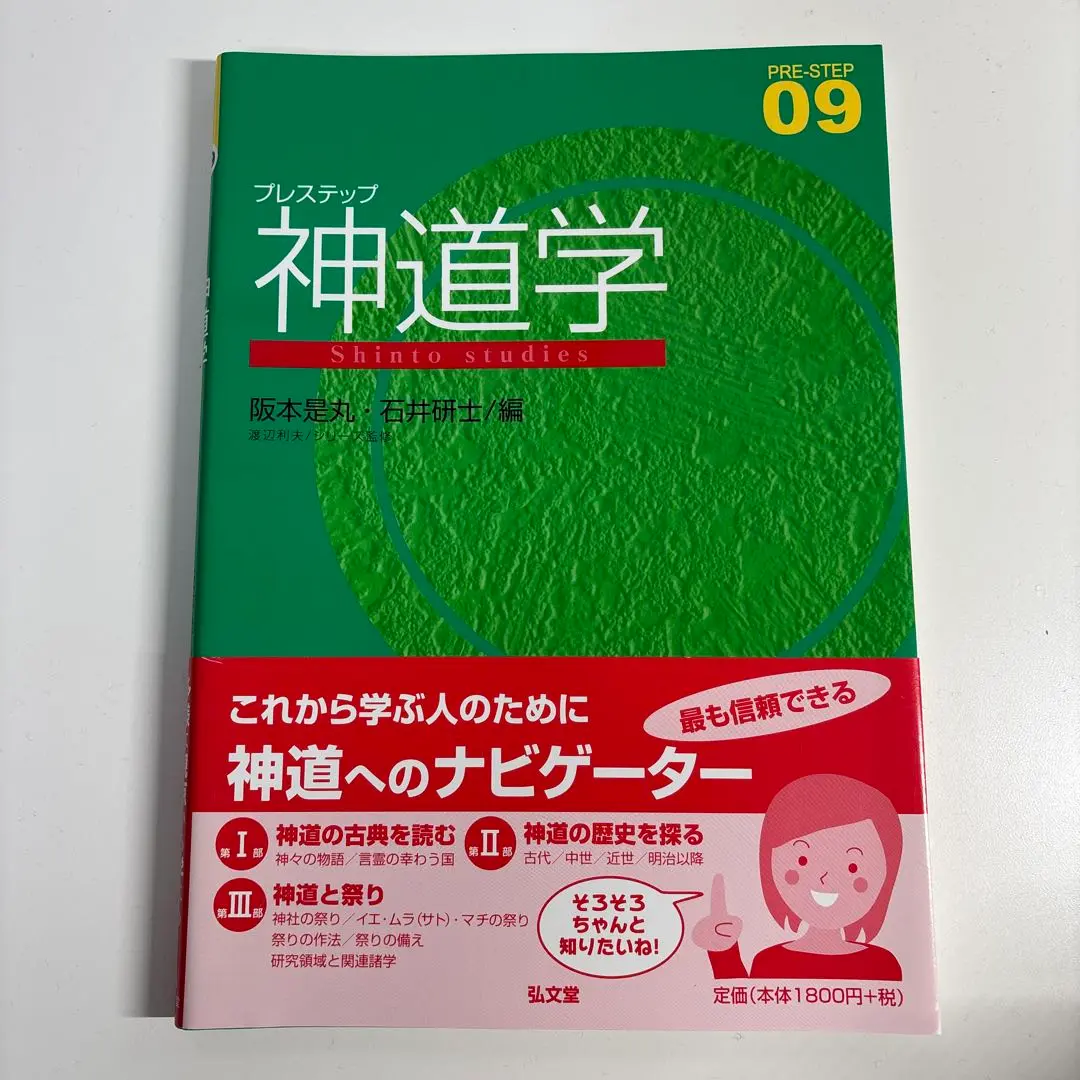 PRE-STEP
09
プレステップ
神道学
Shinto studies
阪本是丸・石井研士/編
渡辺利夫/シリーズ監修
これから学ぶ人のために
最も信頼できる
神道へのナビゲーター
第Ⅰ部 神道の古典を読む
神々の物語/言霊の幸わう国
第Ⅱ部 神道の歴史を探る
古代/中世/近世/明治以降
第Ⅲ部 神道と祭り
神社の祭り/イエ・ムラ(サト)・マチの祭り
祭りの作法/祭りの備え
研究領域と関連諸学
そろそろ
ちゃんと
知りたいね!
弘文堂
定価(本体1800円+税)